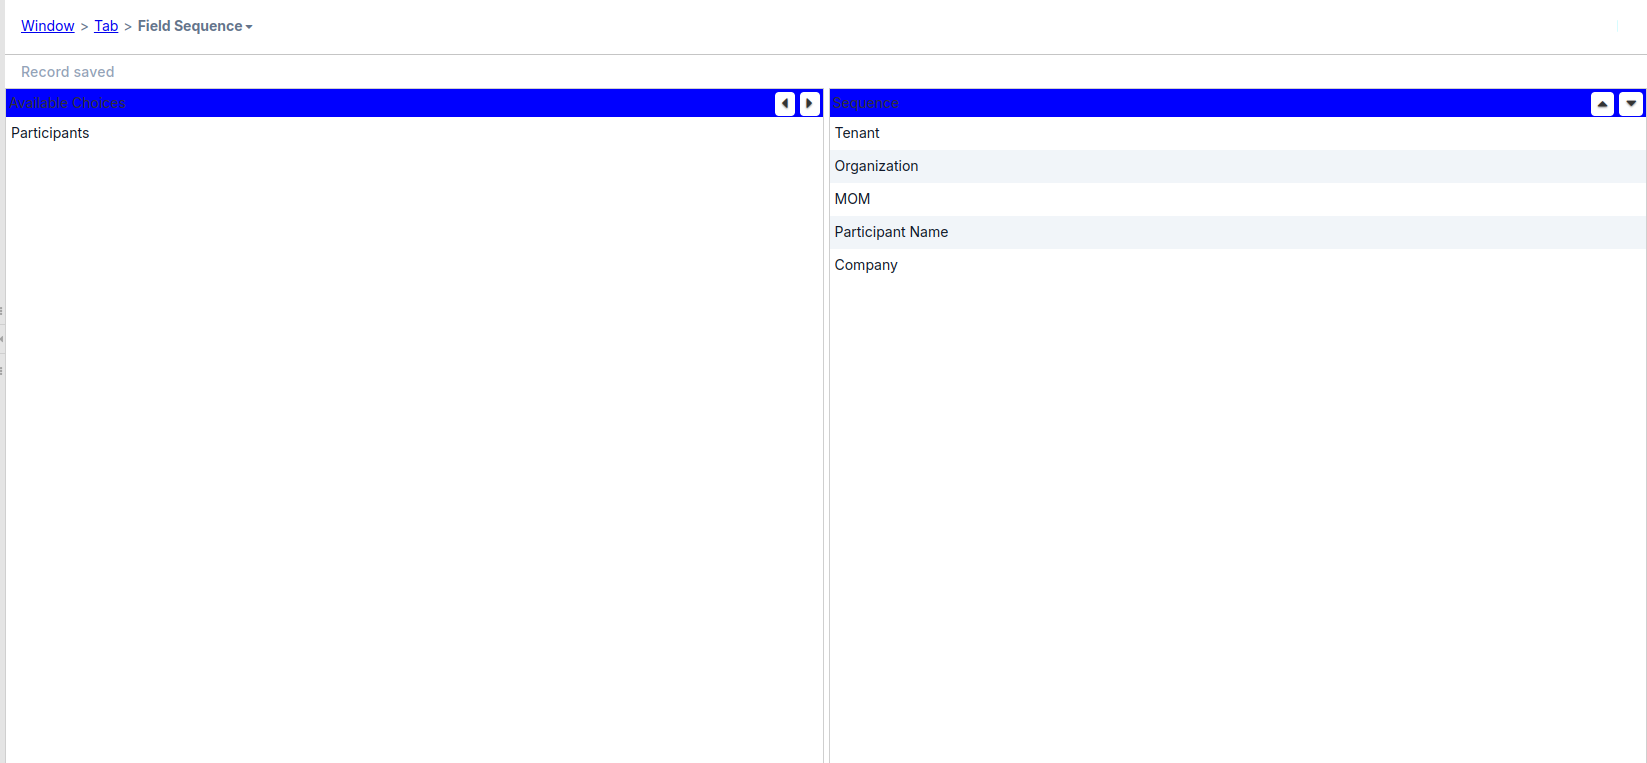 Window > Tab > Field Sequence
Record saved
Available Choices
Participants
Sequence
Tenant
Organization
MOM
Participant Name
Company